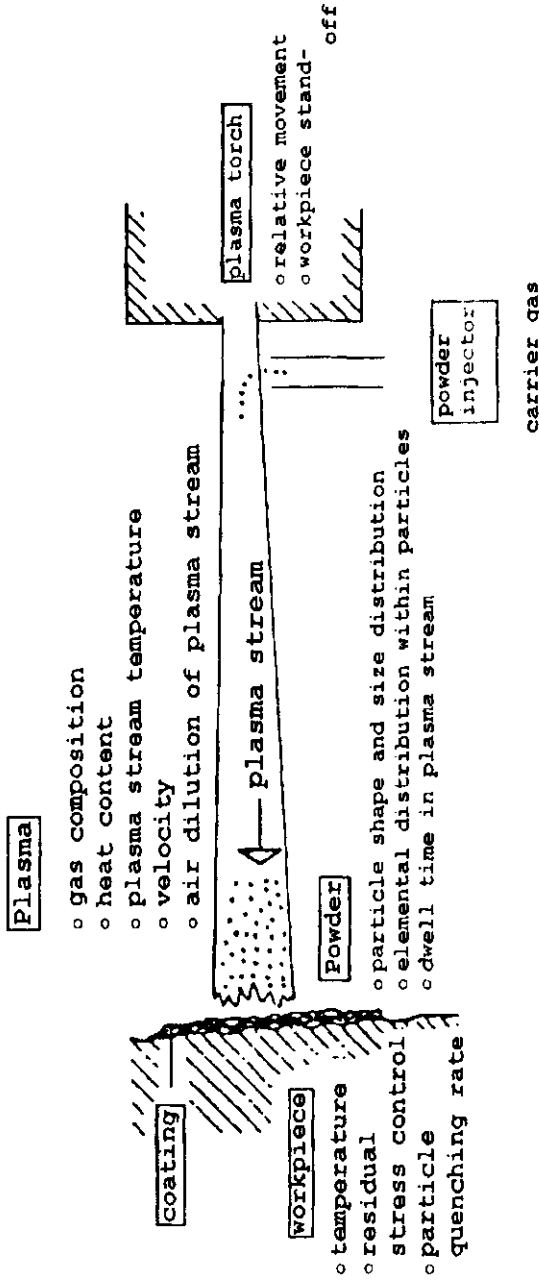 Plasma
o gas composition
o heat content
o plasma stream temperature
o velocity
o air dilution of plasma stream
coating
plasma stream
plasma torch
o relative movement
o workpiece stand-
off
workpiece
o temperature
o residual
stress control
o particle
quenching rate
Powder
o particle shape and size distribution
o elemental distribution within particles
o dwell time in plasma stream
powder
injector
carrier gas